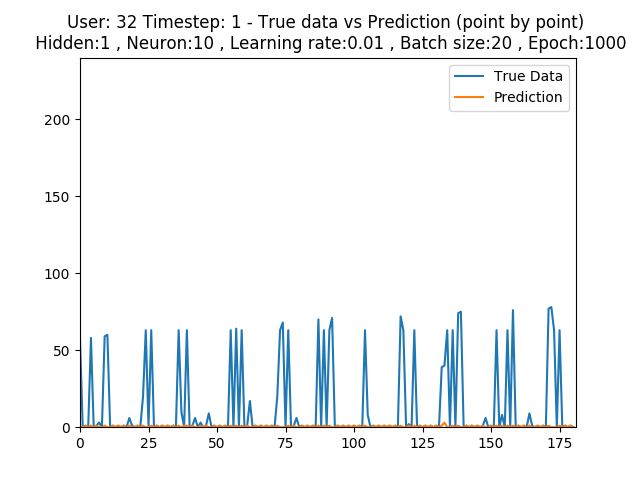 User: 32 Timestep: 1 - True data vs Prediction (point by point)
Hidden:1 , Neuron:10 , Learning rate:0.01 , Batch size:20 , Epoch:1000
True Data
Prediction
200
150
100
50
0
0 25 50 75 100 125 150 175